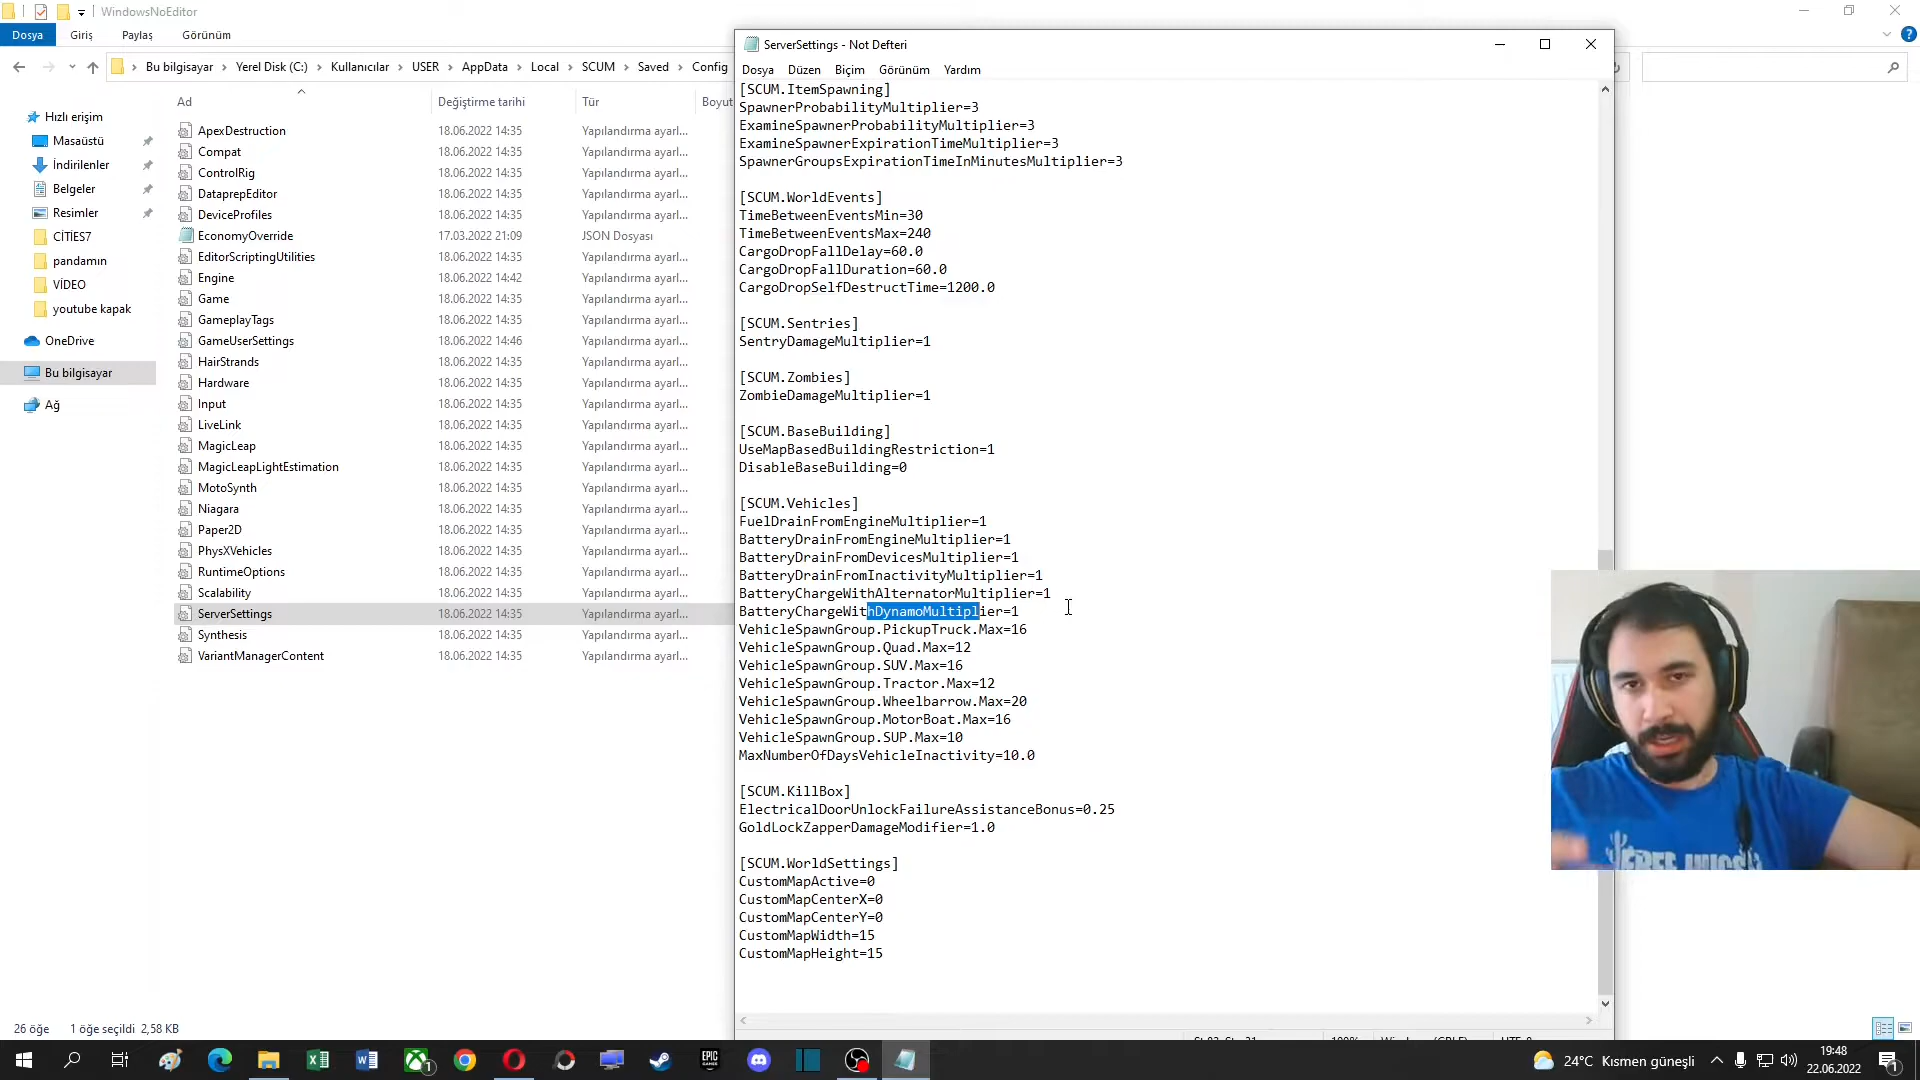 WindowsNoEditor
Dosya Giriş Paylaş Görünüm
Bu bilgisayar > Yerel Disk (C:) > Kullanıcılar > USER > AppData > Local > SCUM > Saved > Config
Ad Değiştirme tarihi Tür Boyut
Hızlı erişim
Masaüstü
İndirilenler
Belgeler
Resimler
CİTİES7
pandamın
VİDEO
youtube kapak
OneDrive
Bu bilgisayar
Ağ
ApexDestruction 18.06.2022 14:35 Yapılandırma ayarl...
Compat 18.06.2022 14:35 Yapılandırma ayarl...
ControlRig 18.06.2022 14:35 Yapılandırma ayarl...
DataprepEditor 18.06.2022 14:35 Yapılandırma ayarl...
DeviceProfiles 18.06.2022 14:35 Yapılandırma ayarl...
EconomyOverride 17.03.2022 21:09 JSON Dosyası
EditorScriptingUtilities 18.06.2022 14:35 Yapılandırma ayarl...
Engine 18.06.2022 14:42 Yapılandırma ayarl...
Game 18.06.2022 14:35 Yapılandırma ayarl...
GameplayTags 18.06.2022 14:35 Yapılandırma ayarl...
GameUserSettings 18.06.2022 14:46 Yapılandırma ayarl...
HairStrands 18.06.2022 14:35 Yapılandırma ayarl...
Hardware 18.06.2022 14:35 Yapılandırma ayarl...
Input 18.06.2022 14:35 Yapılandırma ayarl...
LiveLink 18.06.2022 14:35 Yapılandırma ayarl...
MagicLeap 18.06.2022 14:35 Yapılandırma ayarl...
MagicLeapLightEstimation 18.06.2022 14:35 Yapılandırma ayarl...
MotoSynth 18.06.2022 14:35 Yapılandırma ayarl...
Niagara 18.06.2022 14:35 Yapılandırma ayarl...
Paper2D 18.06.2022 14:35 Yapılandırma ayarl...
PhysXVehicles 18.06.2022 14:35 Yapılandırma ayarl...
RuntimeOptions 18.06.2022 14:35 Yapılandırma ayarl...
Scalability 18.06.2022 14:35 Yapılandırma ayarl...
ServerSettings 18.06.2022 14:35 Yapılandırma ayarl...
Synthesis 18.06.2022 14:35 Yapılandırma ayarl...
VariantManagerContent 18.06.2022 14:35 Yapılandırma ayarl...
26 öğe 1 öğe seçildi 2,58 KB
ServerSettings - Not Defteri
Dosya Düzen Biçim Görünüm Yardım
[SCUM.ItemSpawning]
SpawnerProbabilityMultiplier=3
ExamineSpawnerProbabilityMultiplier=3
ExamineSpawnerExpirationTimeMultiplier=3
SpawnerGroupsExpirationTimeInMinutesMultiplier=3
[SCUM.WorldEvents]
TimeBetweenEventsMin=30
TimeBetweenEventsMax=240
CargoDropFallDelay=60.0
CargoDropFallDuration=60.0
CargoDropSelfDestructTime=1200.0
[SCUM.Sentries]
SentryDamageMultiplier=1
[SCUM.Zombies]
ZombieDamageMultiplier=1
[SCUM.BaseBuilding]
UseMapBasedBuildingRestriction=1
DisableBaseBuilding=0
[SCUM.Vehicles]
FuelDrainFromEngineMultiplier=1
BatteryDrainFromEngineMultiplier=1
BatteryDrainFromDevicesMultiplier=1
BatteryDrainFromInactivityMultiplier=1
BatteryChargeWithAlternatorMultiplier=1
BatteryChargeWithDynamoMultiplier=1
VehicleSpawnGroup.PickupTruck.Max=16
VehicleSpawnGroup.Quad.Max=12
VehicleSpawnGroup.SUV.Max=16
VehicleSpawnGroup.Tractor.Max=12
VehicleSpawnGroup.Wheelbarrow.Max=20
VehicleSpawnGroup.MotorBoat.Max=16
VehicleSpawnGroup.SUP.Max=10
MaxNumberOfDaysVehicleInactivity=10.0
[SCUM.KillBox]
ElectricalDoorUnlockFailureAssistanceBonus=0.25
GoldLockZapperDamageModifier=1.0
[SCUM.WorldSettings]
CustomMapActive=0
CustomMapCenterX=0
CustomMapCenterY=0
CustomMapWidth=15
CustomMapHeight=15
EPIC
GAMES
24°C Kısmen güneşli
19:48
22.06.2022